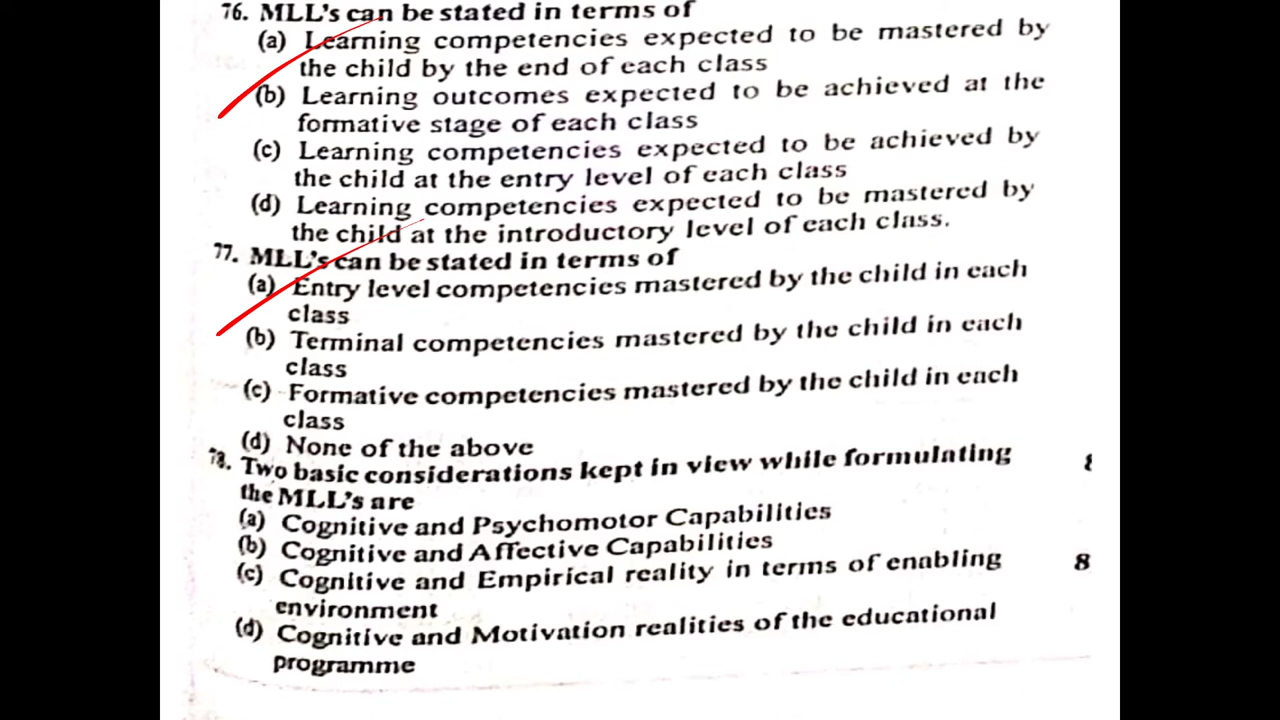 76. MLL's can be stated in terms of
(a) Learning competencies expected to be mastered by
the child by the end of each class
(b) Learning outcomes expected to be achieved at the
formative stage of each class
(c) Learning competencies expected to be achieved by
the child at the entry level of each class
(d) Learning competencies expected to be mastered by
the child at the introductory level of each class.
77. MLL's can be stated in terms of
(a) Entry level competencies mastered by the child in each
class
(b) Terminal competencies mastered by the child in each
class
(c) Formative competencies mastered by the child in each
class
(d) None of the above
78. Two basic considerations kept in view while formulating
the MLL's are
(a) Cognitive and Psychomotor Capabilities
(b) Cognitive and Affective Capabilities
(c) Cognitive and Empirical reality in terms of enabling
environment
(d) Cognitive and Motivation realities of the educational
programme
8